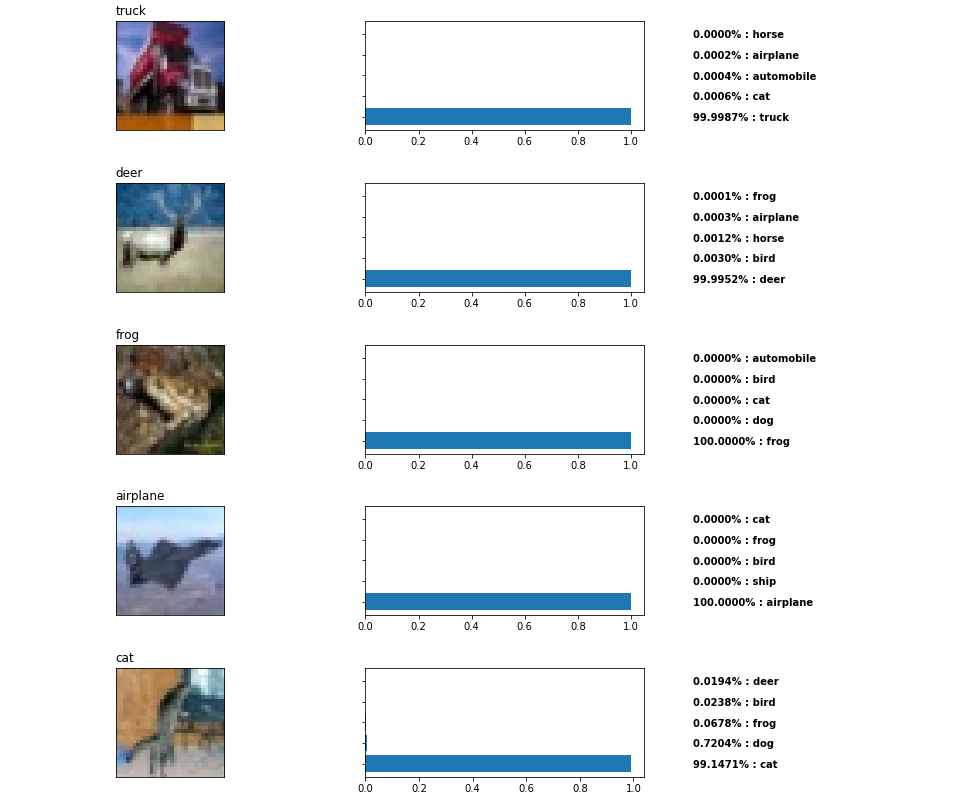 truck
0.0000% : horse
0.0002% : airplane
0.0004% : automobile
0.0006% : cat
99.9987% : truck
0.0 0.2 0.4 0.6 0.8 1.0
deer
0.0001% : frog
0.0003% : airplane
0.0012% : horse
0.0030% : bird
99.9952% : deer
0.0 0.2 0.4 0.6 0.8 1.0
frog
0.0000% : automobile
0.0000% : bird
0.0000% : cat
0.0000% : dog
100.0000% : frog
0.0 0.2 0.4 0.6 0.8 1.0
airplane
0.0000% : cat
0.0000% : frog
0.0000% : bird
0.0000% : ship
100.0000% : airplane
0.0 0.2 0.4 0.6 0.8 1.0
cat
0.0194% : deer
0.0238% : bird
0.0678% : frog
0.7204% : dog
99.1471% : cat
0.0 0.2 0.4 0.6 0.8 1.0